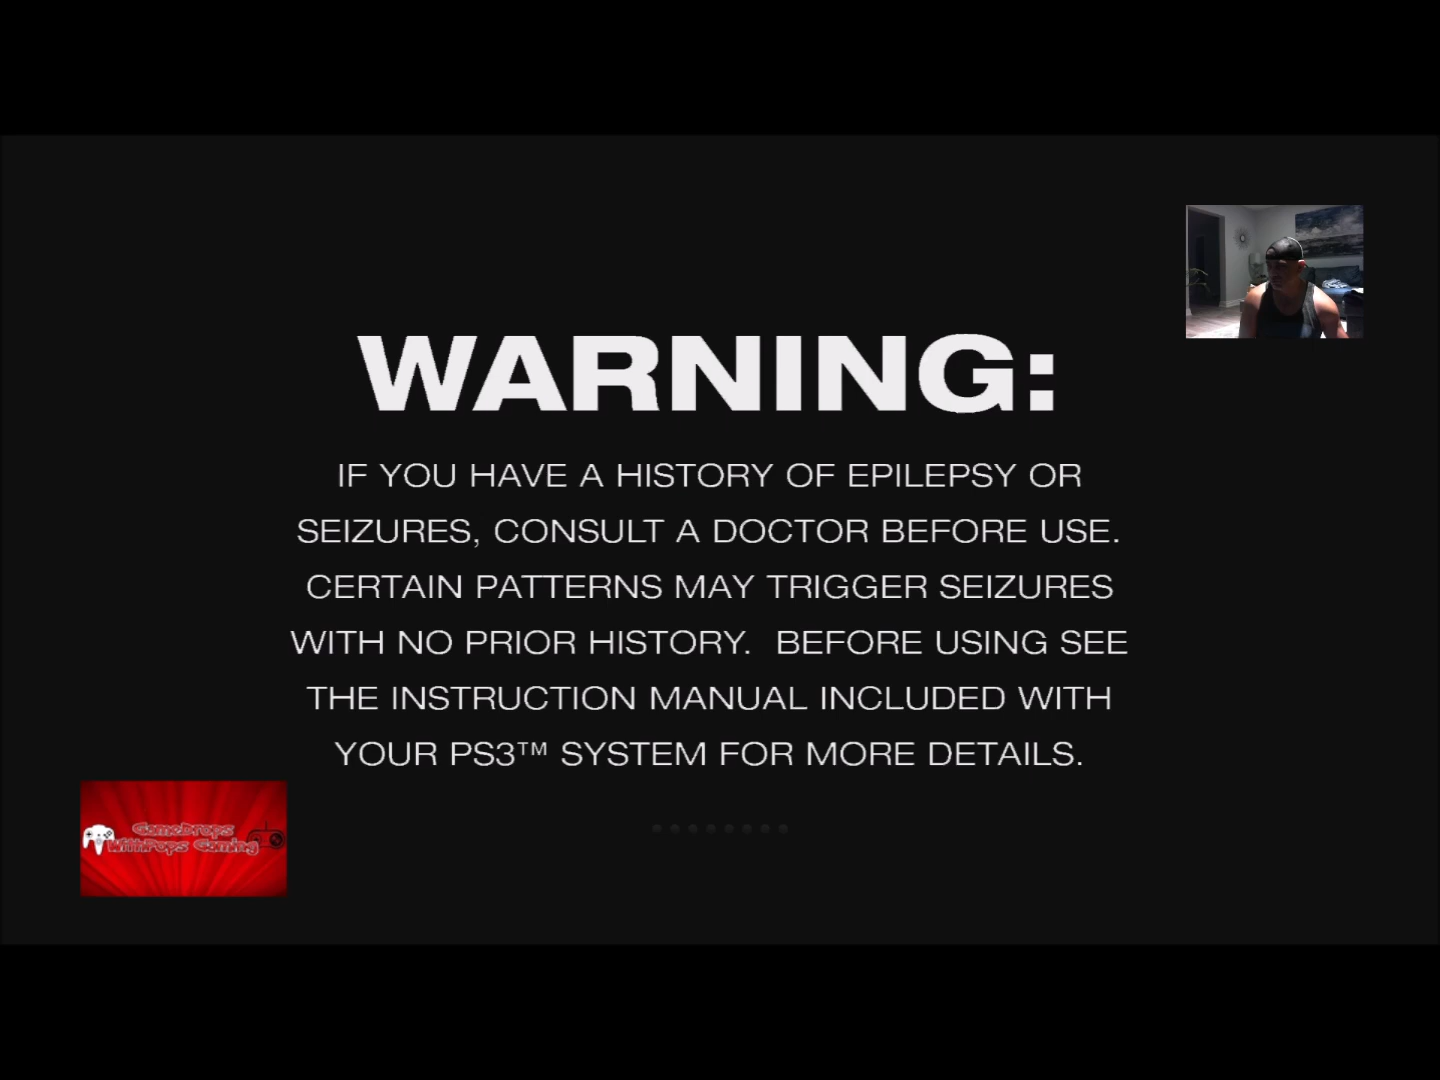 WARNING:
IF YOU HAVE A HISTORY OF EPILEPSY OR
SEIZURES, CONSULT A DOCTOR BEFORE USE.
CERTAIN PATTERNS MAY TRIGGER SEIZURES
WITH NO PRIOR HISTORY.  BEFORE USING SEE
THE INSTRUCTION MANUAL INCLUDED WITH
YOUR PS3™ SYSTEM FOR MORE DETAILS.
GameDrops
WithPops Gaming